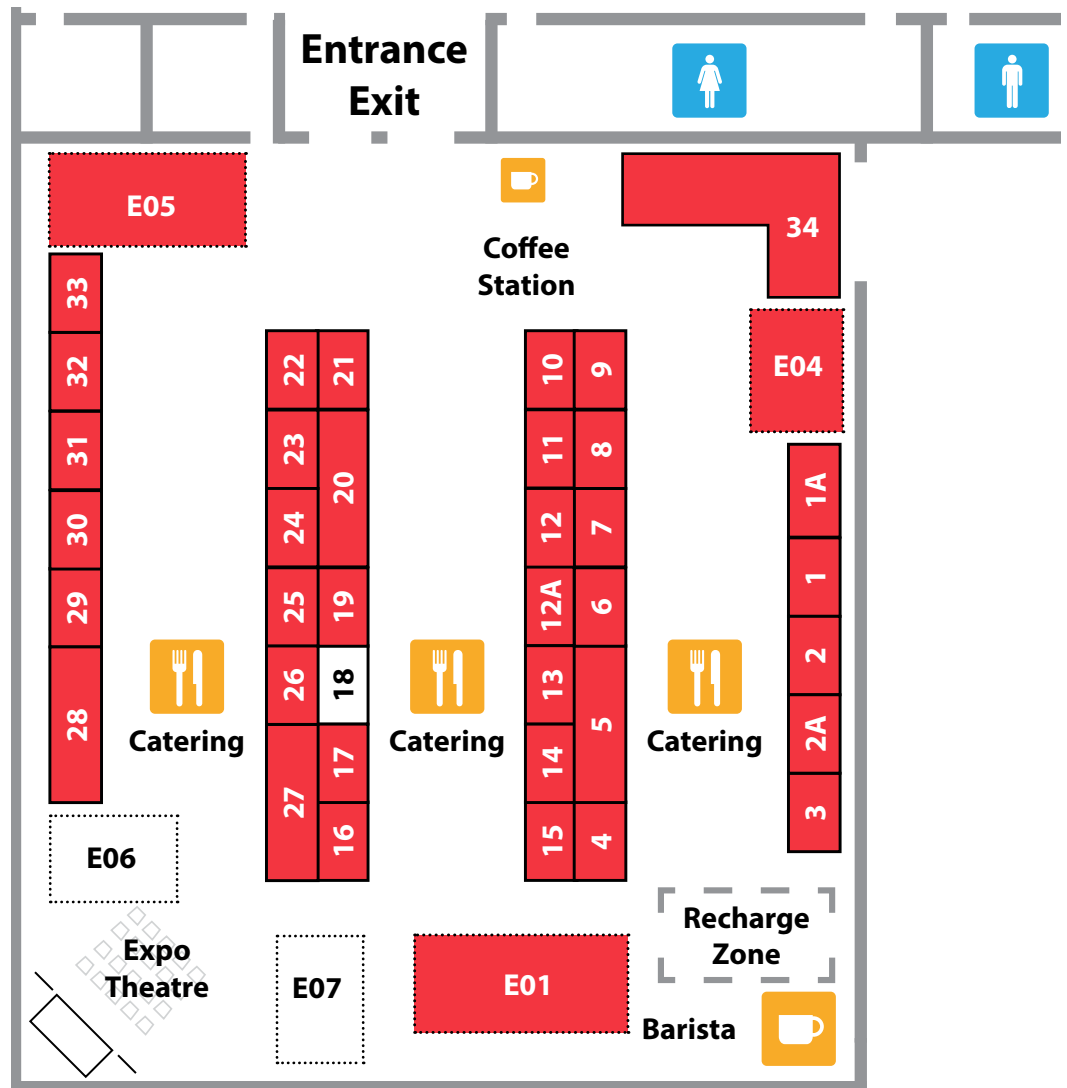 Entrance
Exit
E05
34
Coffee
Station
33
32
31
30
29
28
E04
22
21
23
20
24
25
19
26
18
27
17
16
10
9
11
8
12
7
12A
6
13
5
14
15
4
1A
1
2
2A
3
Catering
Catering
Catering
E06
Expo
Theatre
E07
E01
Recharge
Zone
Barista